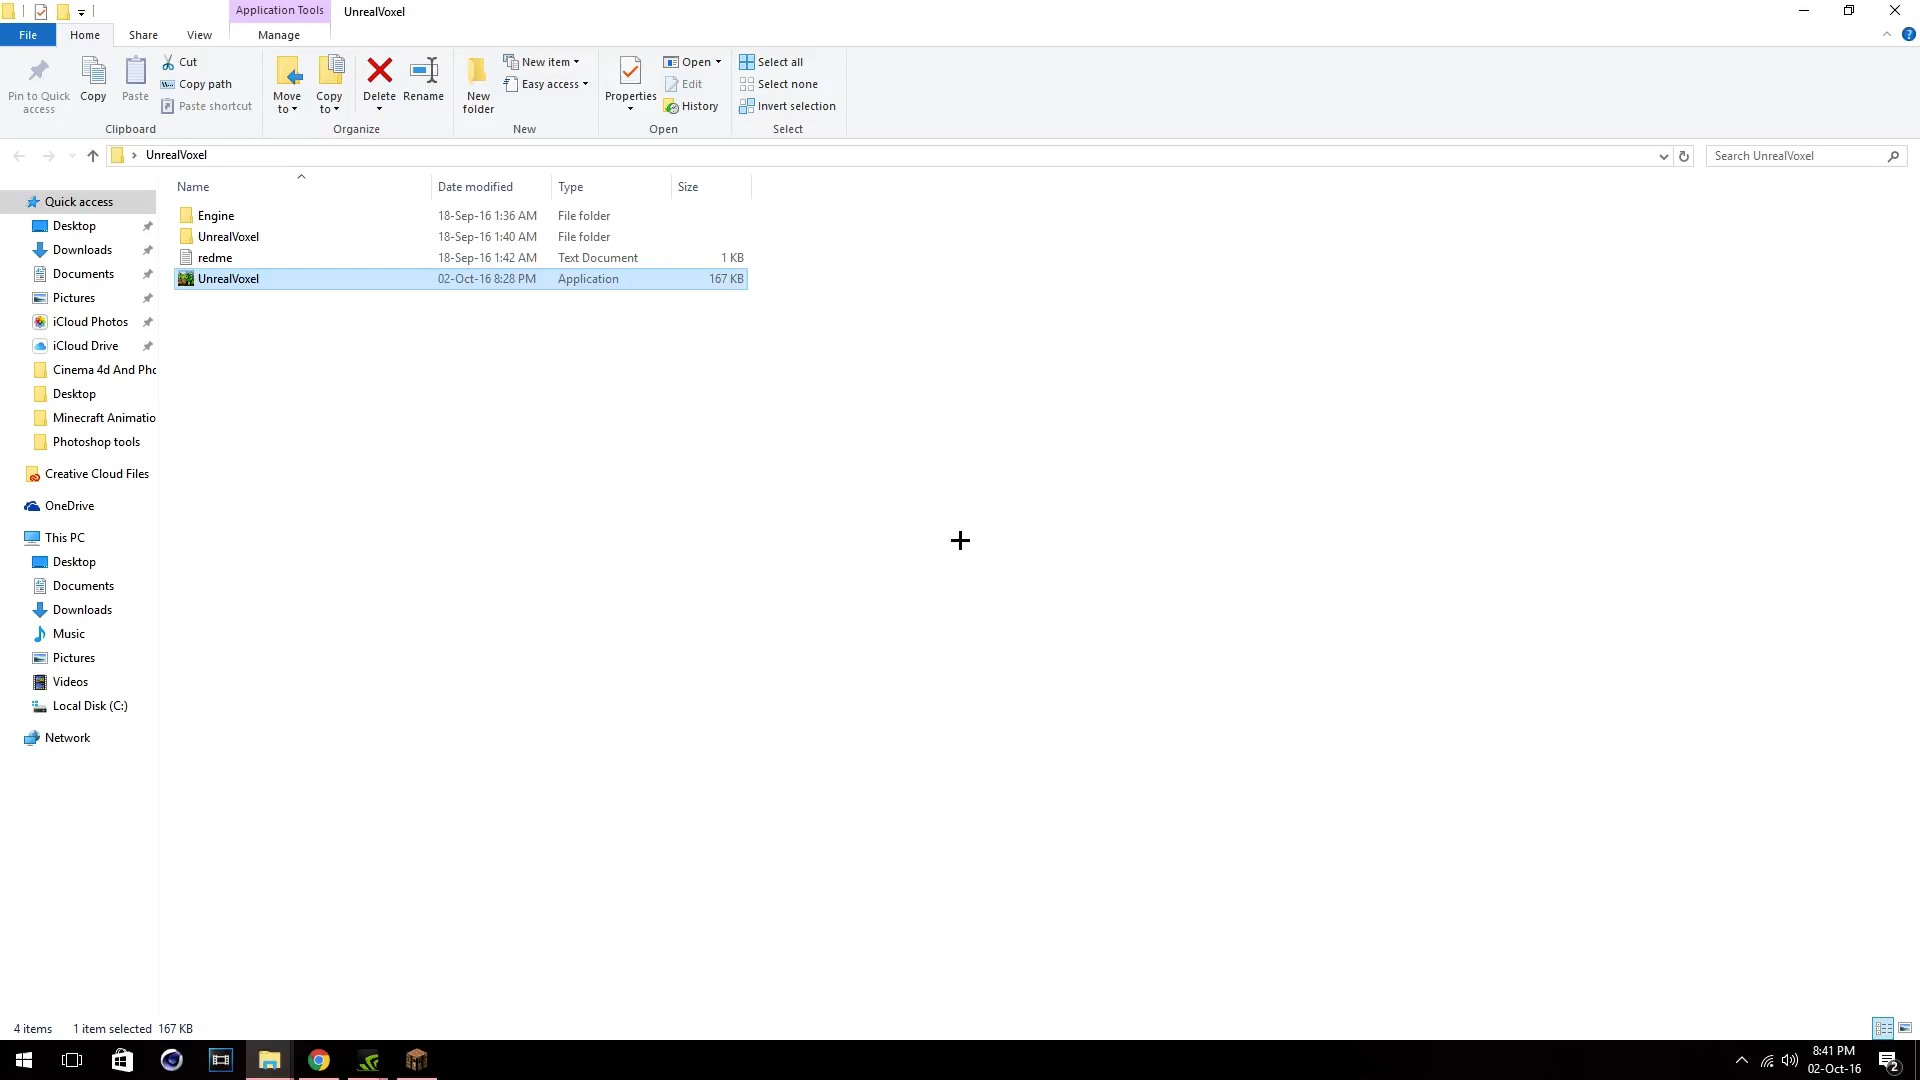 Application Tools
UnrealVoxel
File
Home
Share
View
Manage
Pin to Quick access
Copy
Paste
Cut
Copy path
Paste shortcut
Clipboard
Move to
Copy to
Delete
Rename
Organize
New folder
New item
Easy access
New
Properties
Open
Edit
History
Open
Select all
Select none
Invert selection
Select
UnrealVoxel
Search UnrealVoxel
Name Date modified Type Size
Engine 18-Sep-16 1:36 AM File folder
UnrealVoxel 18-Sep-16 1:40 AM File folder
redme 18-Sep-16 1:42 AM Text Document 1 KB
UnrealVoxel 02-Oct-16 8:28 PM Application 167 KB
Quick access
Desktop
Downloads
Documents
Pictures
iCloud Photos
iCloud Drive
Cinema 4d And Pho
Desktop
Minecraft Animatio
Photoshop tools
Creative Cloud Files
OneDrive
This PC
Desktop
Documents
Downloads
Music
Pictures
Videos
Local Disk (C:)
Network
4 items 1 item selected 167 KB
8:41 PM
02-Oct-16
2